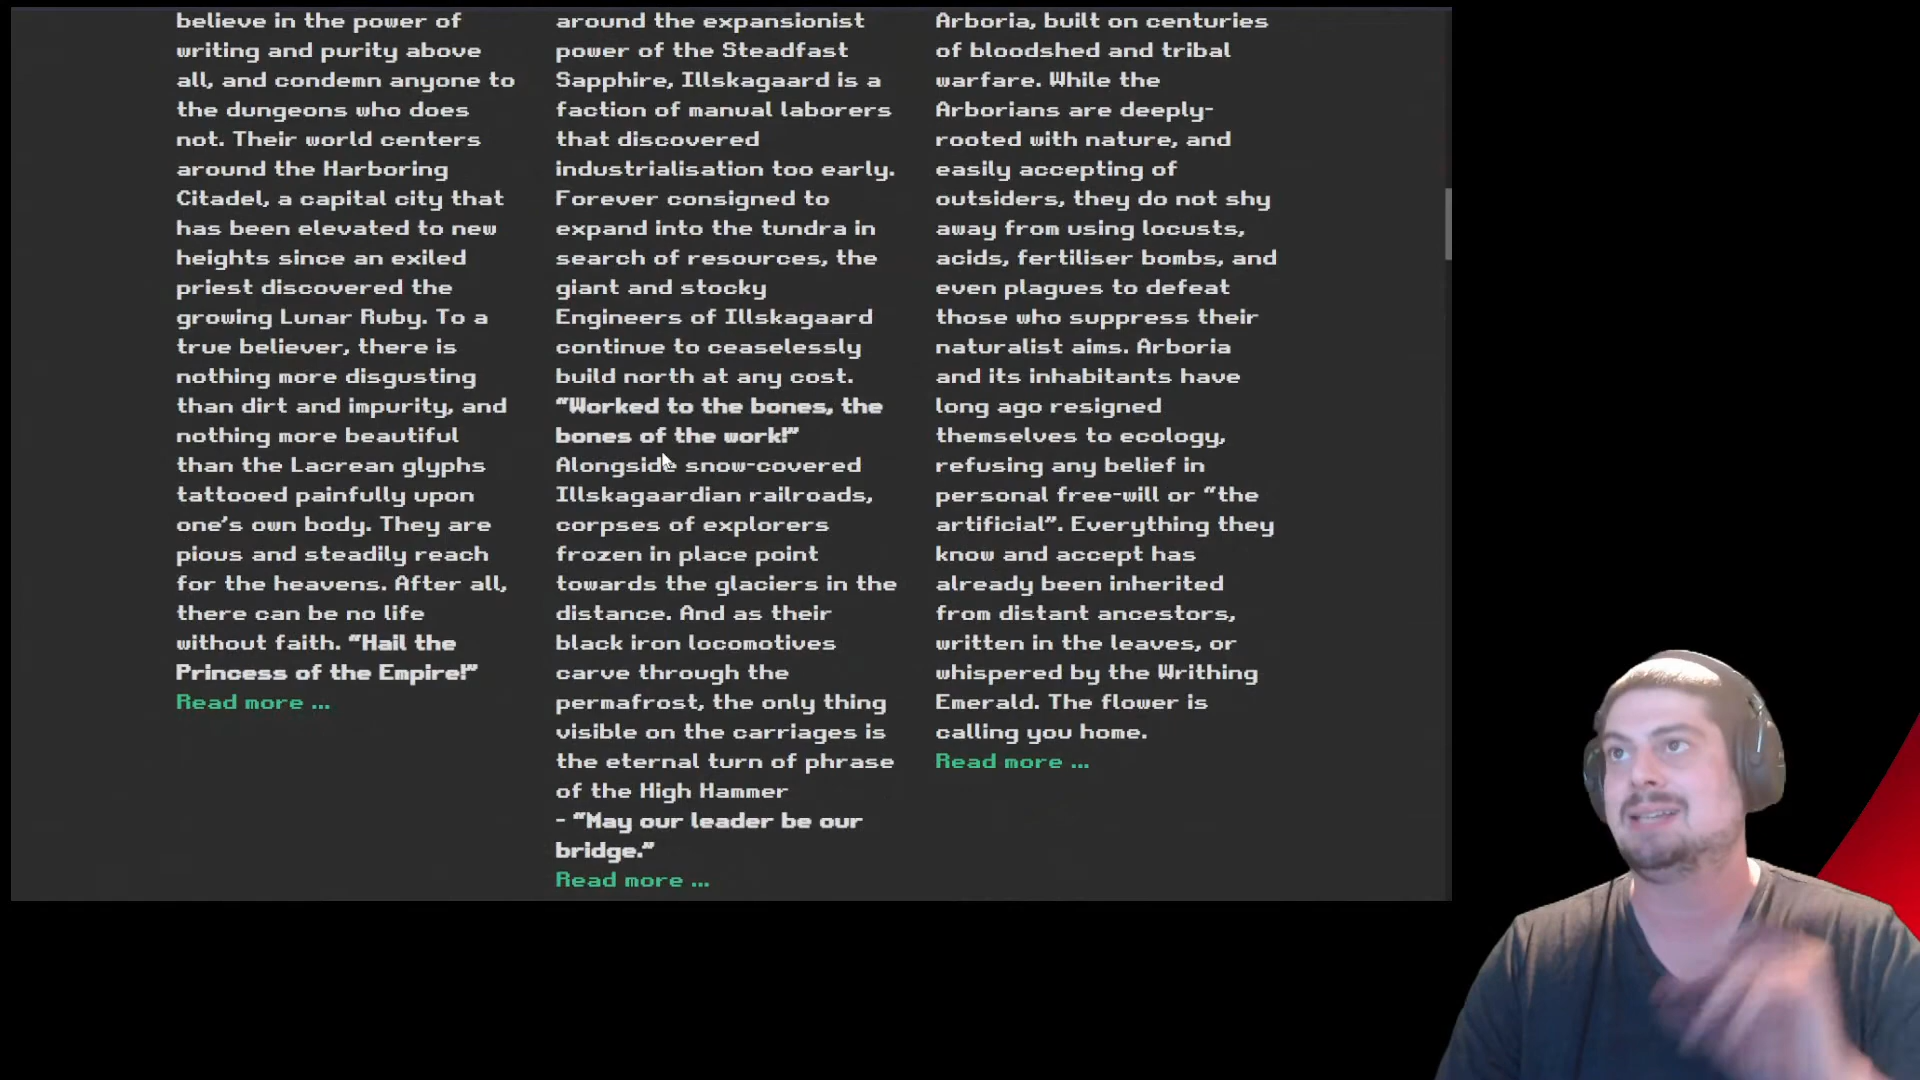 believe in the power of
writing and purity above
all, and condemn anyone to
the dungeons who does
not. Their world centers
around the Harboring
Citadel, a capital city that
has been elevated to new
heights since an exiled
priest discovered the
growing Lunar Ruby. To a
true believer, there is
nothing more disgusting
than dirt and impurity, and
nothing more beautiful
than the Lacrean glyphs
tattooed painfully upon
one's own body. They are
pious and steadily reach
for the heavens. After all,
there can be no life
without faith. "Hail the
Princess of the Empire!"
Read more ...
around the expansionist
power of the Steadfast
Sapphire, Illskagaard is a
faction of manual laborers
that discovered
industrialisation too early.
Forever consigned to
expand into the tundra in
search of resources, the
giant and stocky
Engineers of Illskagaard
continue to ceaselessly
build north at any cost.
"Worked to the bones, the
bones of the work!"
Alongside snow-covered
Illskagaardian railroads,
corpses of explorers
frozen in place point
towards the glaciers in the
distance. And as their
black iron locomotives
carve through the
permafrost, the only thing
visible on the carriages is
the eternal turn of phrase
of the High Hammer
- "May our leader be our
bridge."
Read more ...
Arboria, built on centuries
of bloodshed and tribal
warfare. While the
Arborians are deeply-
rooted with nature, and
easily accepting of
outsiders, they do not shy
away from using locusts,
acids, fertiliser bombs, and
even plagues to defeat
those who suppress their
naturalist aims. Arboria
and its inhabitants have
long ago resigned
themselves to ecology,
refusing any belief in
personal free-will or "the
artificial". Everything they
know and accept has
already been inherited
from distant ancestors,
written in the leaves, or
whispered by the Writhing
Emerald. The flower is
calling you home.
Read more ...